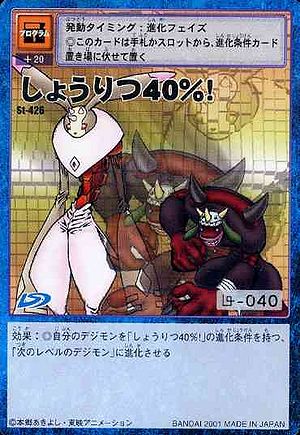 プログラム
+20
発動タイミング：進化フェイズ
◎このカードは手札かスロットから、進化条件カード
置き場に伏せて置く
しょうりつ40%!
St-426
-040
効果：◎自分のデジモンを「しょうりつ40%!」の進化条件を持つ、
「次のレベルのデジモン」に進化させる
©本郷あきよし・東映アニメーション
BANDAI 2001 MADE IN JAPAN